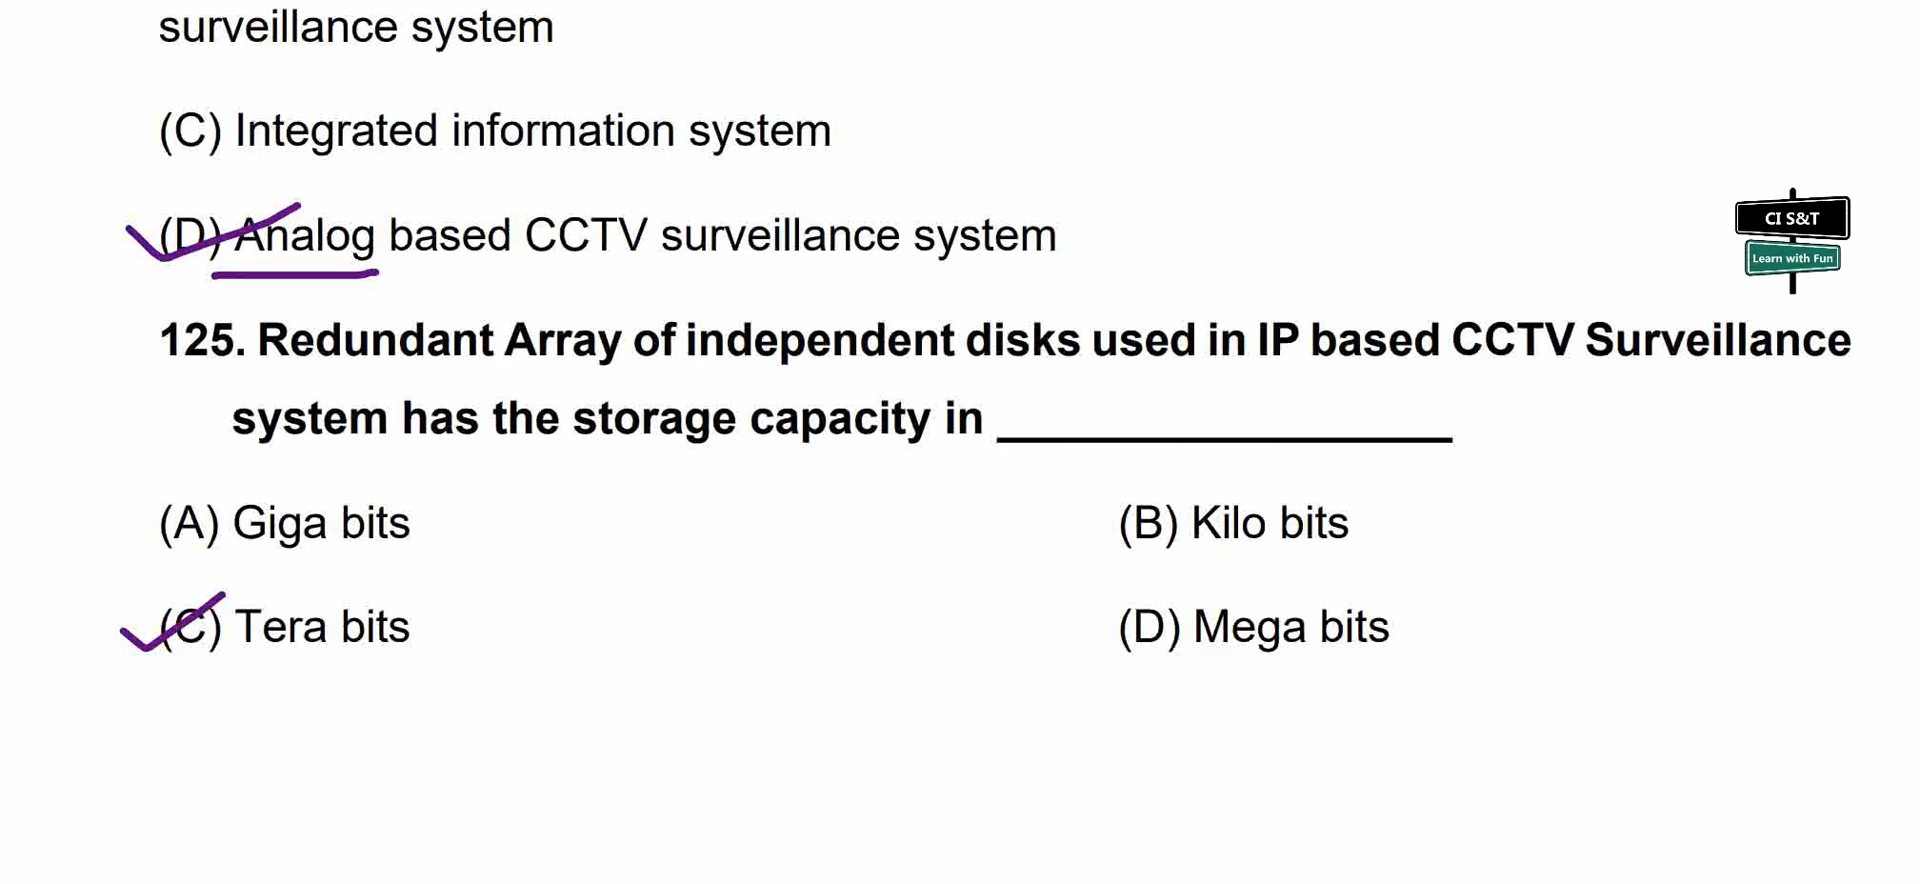 surveillance system
(C) Integrated information system
(D) Analog based CCTV surveillance system
CI S&T
Learn with Fun
125. Redundant Array of independent disks used in IP based CCTV Surveillance
system has the storage capacity in ____________________
(A) Giga bits (B) Kilo bits
(C) Tera bits (D) Mega bits